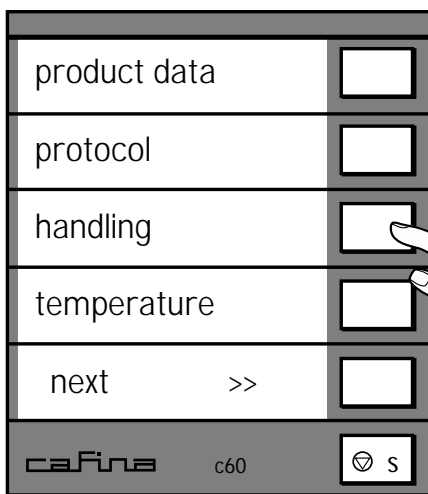 product data
protocol
handling
temperature
next >>
cafina c60 S